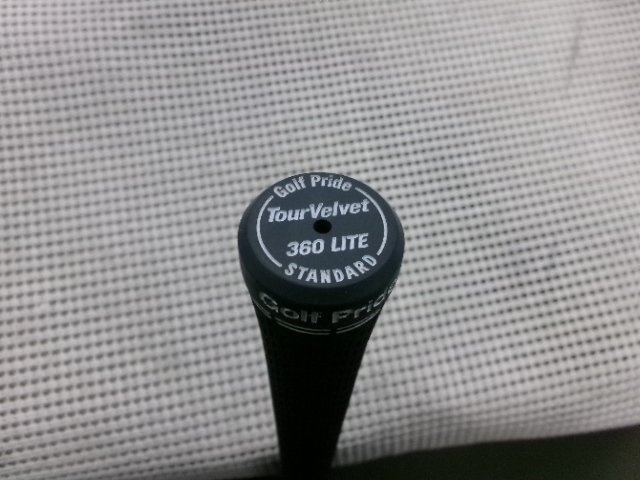 Golf Pride
TourVelvet
360 LITE
STANDARD
Golf Pride